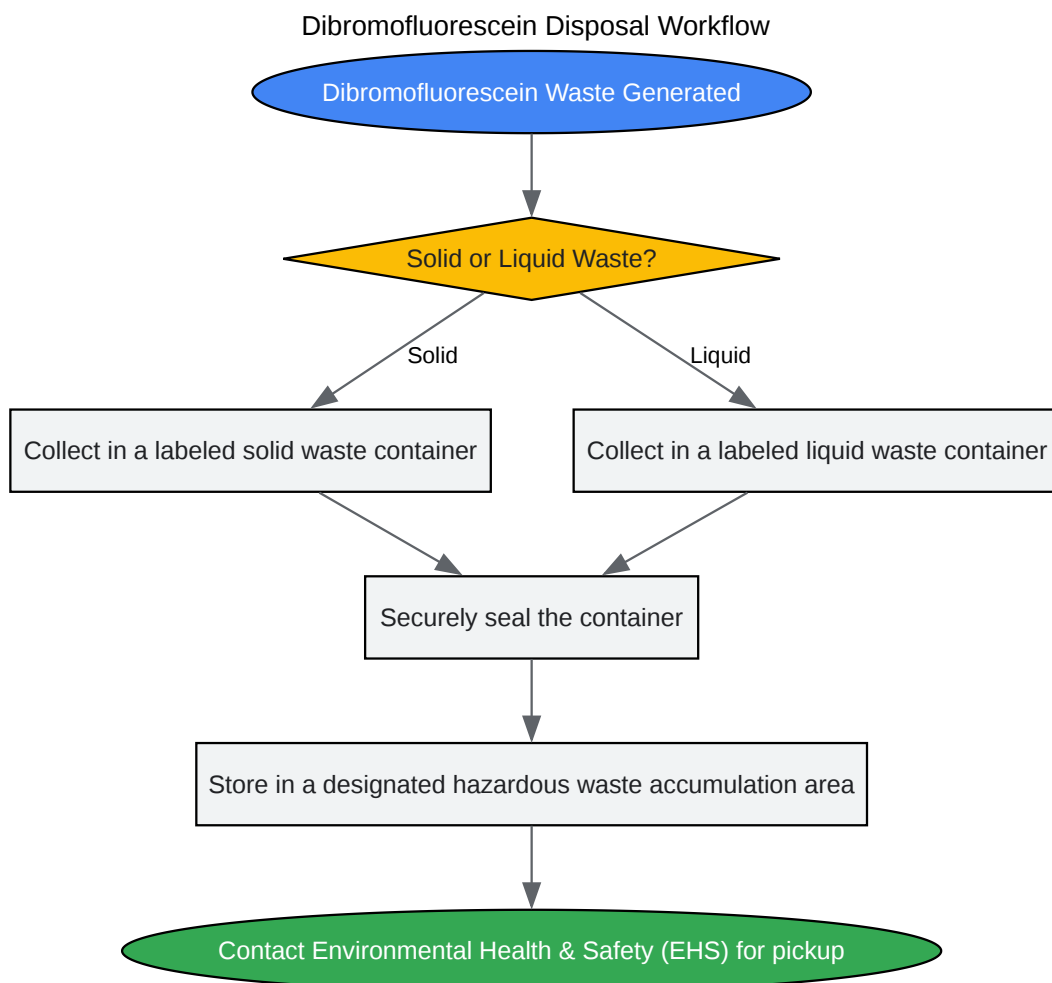 Dibromofluorescein Disposal Workflow
Dibromofluorescein Waste Generated
Solid or Liquid Waste?
Solid
Liquid
Collect in a labeled solid waste container
Collect in a labeled liquid waste container
Securely seal the container
Store in a designated hazardous waste accumulation area
Contact Environmental Health & Safety (EHS) for pickup